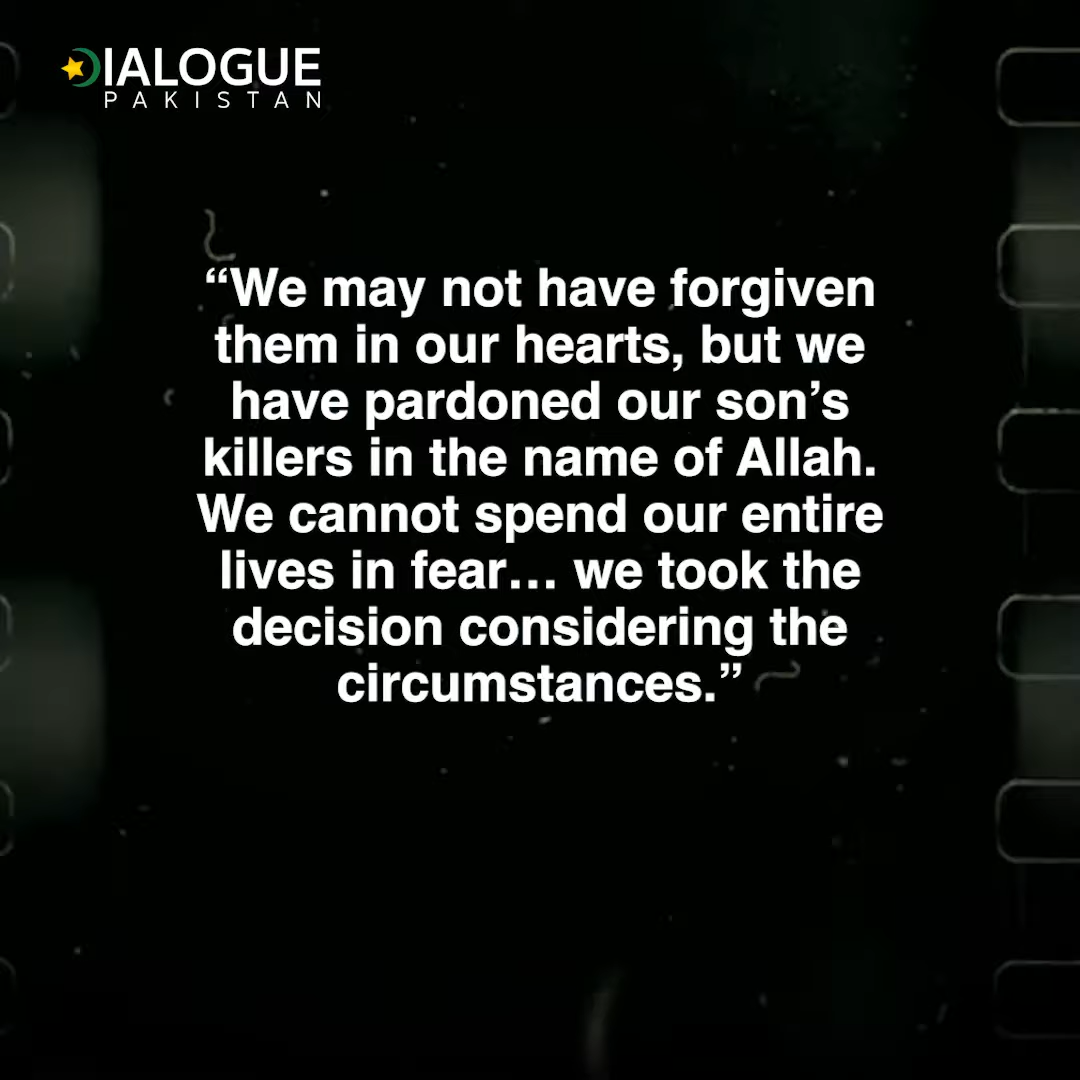 DIALOGUE
PAKISTAN
“We may not have forgiven
them in our hearts, but we
have pardoned our son’s
killers in the name of Allah.
We cannot spend our entire
lives in fear... we took the
decision considering the
circumstances.”